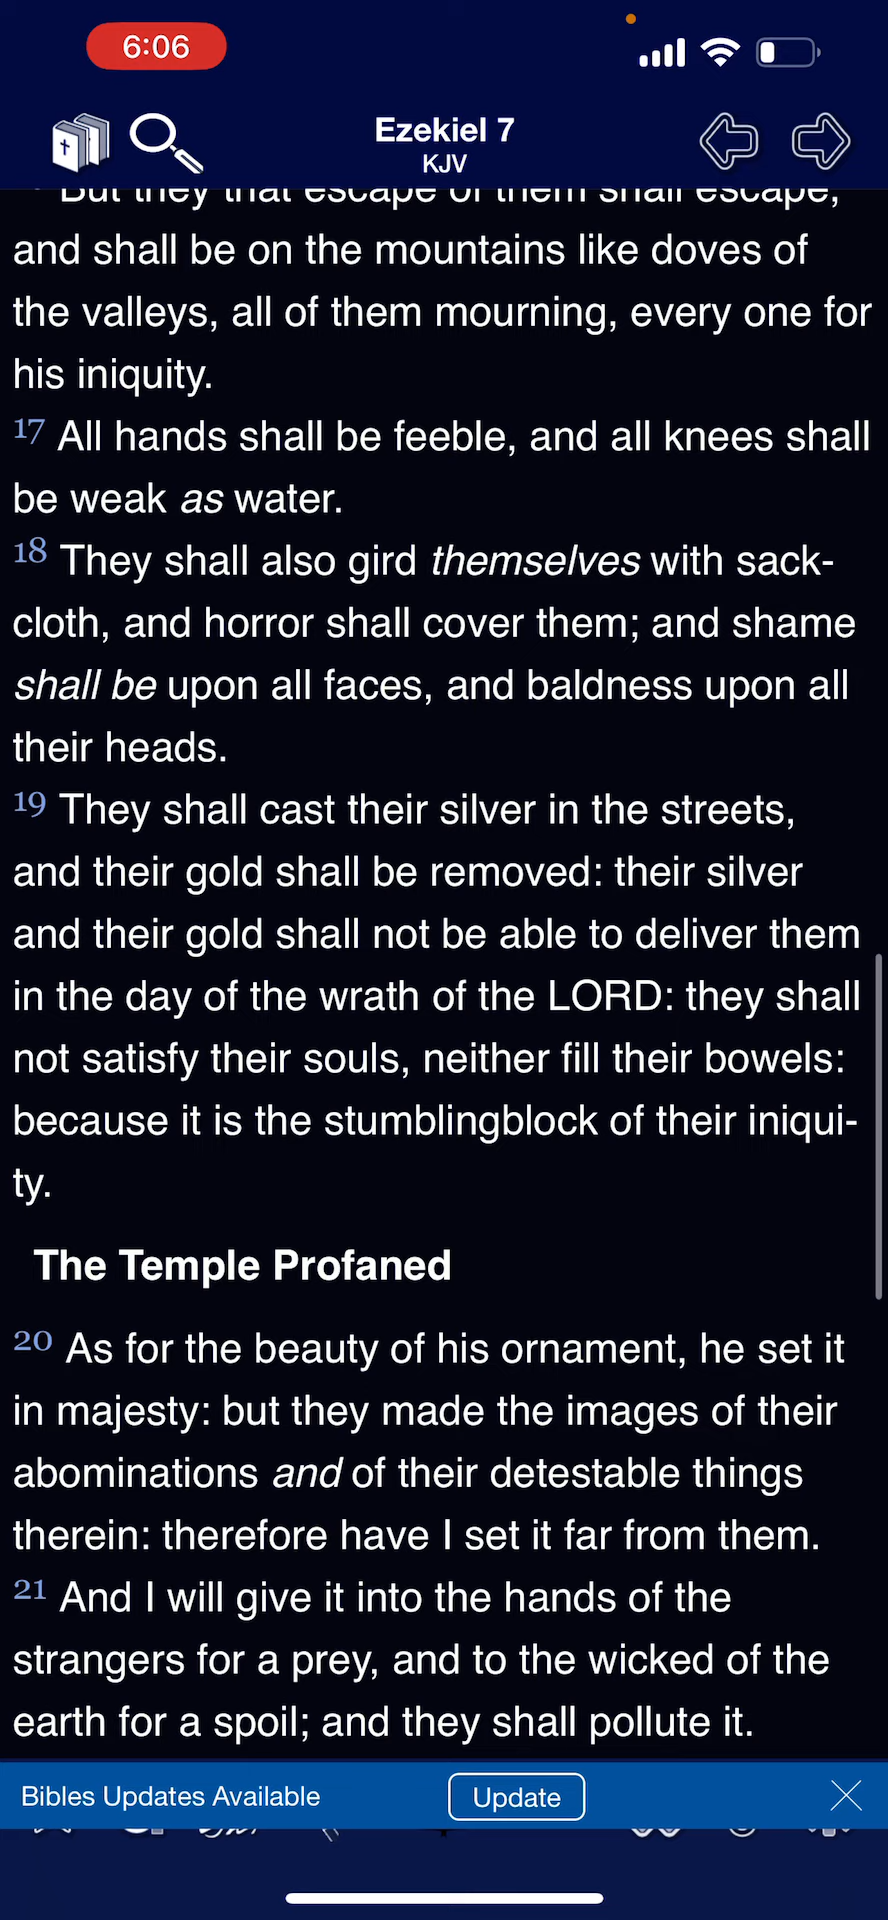 6:06
Ezekiel 7
KJV
But they that escape of them shall escape,
and shall be on the mountains like doves of
the valleys, all of them mourning, every one for
his iniquity.
17 All hands shall be feeble, and all knees shall
be weak as water.
18 They shall also gird themselves with sack-
cloth, and horror shall cover them; and shame
shall be upon all faces, and baldness upon all
their heads.
19 They shall cast their silver in the streets,
and their gold shall be removed: their silver
and their gold shall not be able to deliver them
in the day of the wrath of the LORD: they shall
not satisfy their souls, neither fill their bowels:
because it is the stumblingblock of their iniqui-
ty.
The Temple Profaned
20 As for the beauty of his ornament, he set it
in majesty: but they made the images of their
abominations and of their detestable things
therein: therefore have I set it far from them.
21 And I will give it into the hands of the
strangers for a prey, and to the wicked of the
earth for a spoil; and they shall pollute it.
Bibles Updates Available
Update